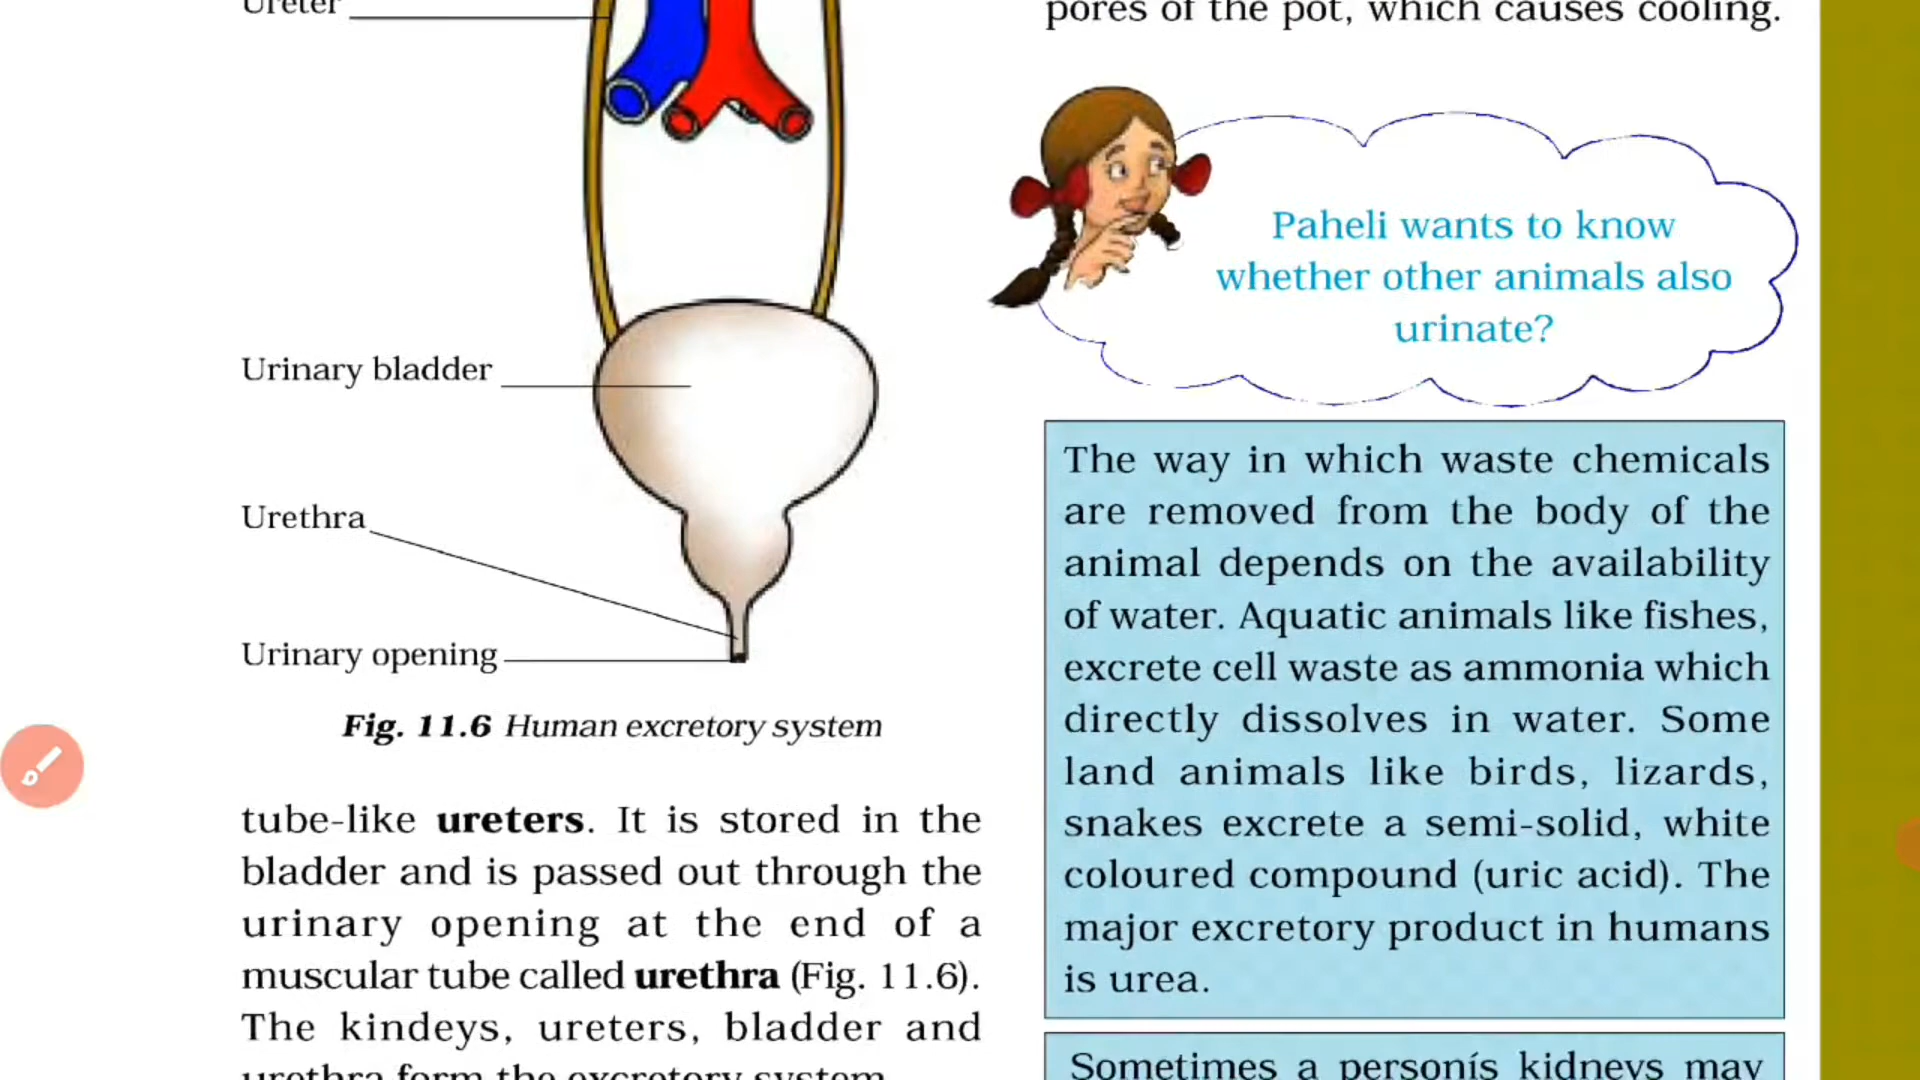 Ureter
Urinary bladder
Urethra
Urinary opening
Fig. 11.6 Human excretory system
tube-like ureters. It is stored in the
bladder and is passed out through the
urinary opening at the end of a
muscular tube called urethra (Fig. 11.6).
The kindeys, ureters, bladder and
urethra form the excretory system.
pores of the pot, which causes cooling.
Paheli wants to know
whether other animals also
urinate?
The way in which waste chemicals
are removed from the body of the
animal depends on the availability
of water. Aquatic animals like fishes,
excrete cell waste as ammonia which
directly dissolves in water. Some
land animals like birds, lizards,
snakes excrete a semi-solid, white
coloured compound (uric acid). The
major excretory product in humans
is urea.
Sometimes a personís kidneys may